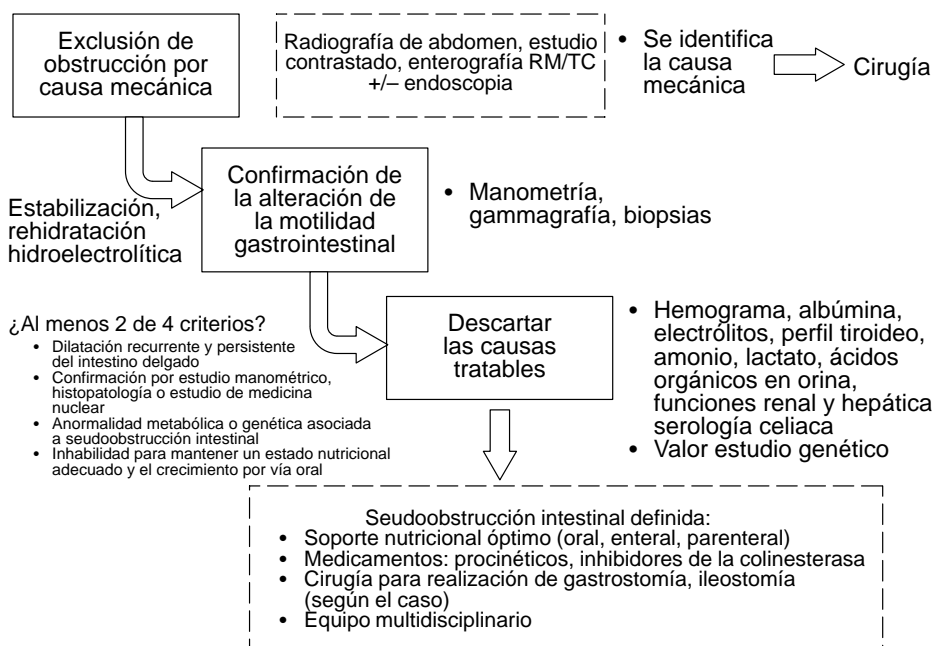 Exclusión de
obstrucción por
causa mecánica
Radiografía de abdomen, estudio
contrastado, enterografía RM/TC
+/– endoscopia
• Se identifica
la causa
mecánica
Cirugía
Estabilización,
rehidratación
hidroelectrolítica
Confirmación de
la alteración de
la motilidad
gastrointestinal
• Manometría,
gammagrafía, biopsias
¿Al menos 2 de 4 criterios?
• Dilatación recurrente y persistente
del intestino delgado
• Confirmación por estudio manométrico,
histopatología o estudio de medicina
nuclear
• Anormalidad metabólica o genética asociada
a seudoobstrucción intestinal
• Inhabilidad para mantener un estado nutricional
adecuado y el crecimiento por vía oral
Descartar
las causas
tratables
• Hemograma, albúmina,
electrólitos, perfil tiroideo,
amonio, lactato, ácidos
orgánicos en orina,
funciones renal y hepática
serología celiaca
• Valor estudio genético
Seudoobstrucción intestinal definida:
• Soporte nutricional óptimo (oral, enteral, parenteral)
• Medicamentos: procinéticos, inhibidores de la colinesterasa
• Cirugía para realización de gastrostomía, ileostomía
(según el caso)
• Equipo multidisciplinario